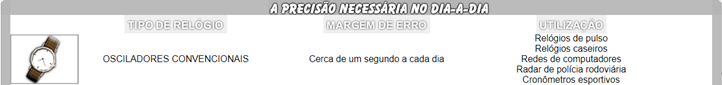 A PRECISÃO NECESSÁRIA NO DIA-A-DIA
TIPO DE RELÓGIO MARGEM DE ERRO UTILIZAÇÃO
OSCILADORES CONVENCIONAIS Cerca de um segundo a cada dia
Relógios de pulso
Relógios caseiros
Redes de computadores
Radar de polícia rodoviária
Cronômetros esportivos